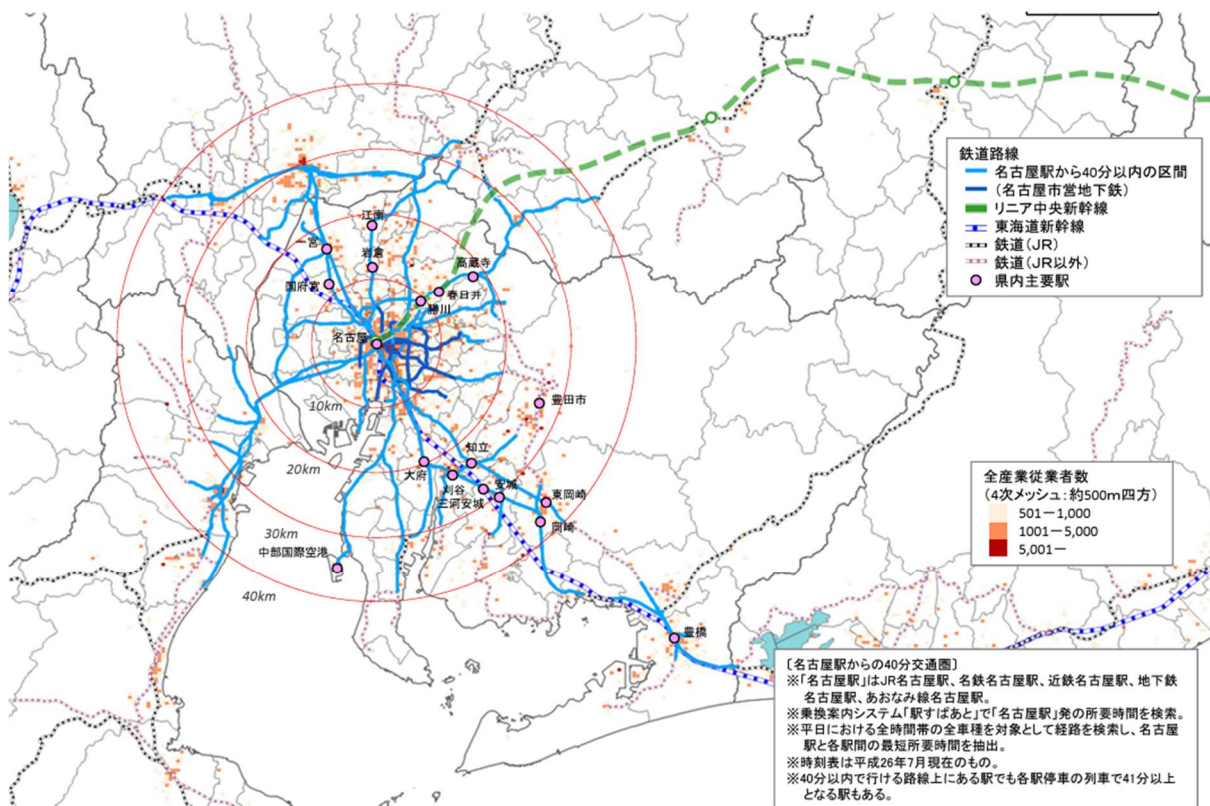 江南
一宮
岩倉
高蔵寺
国府宮
春日井
勝川
名古屋
豊田市
10km
20km
知立
大府
刈谷
安城
三河安城
東岡崎
岡崎
30km
中部国際空港
40km
豊橋
鉄道路線
名古屋駅から40分以内の区間
(名古屋市営地下鉄)
リニア中央新幹線
東海道新幹線
鉄道(JR)
鉄道(JR以外)
県内主要駅
全産業従業者数
(4次メッシュ:約500m四方)
501-1,000
1001-5,000
5,001-
〔名古屋駅からの40分交通圏〕
※「名古屋駅」はJR名古屋駅、名鉄名古屋駅、近鉄名古屋駅、地下鉄
名古屋駅、あおなみ線名古屋駅。
※乗換案内システム「駅すぱあと」で「名古屋駅」発の所要時間を検索。
※平日における全時間帯の全車種を対象として経路を検索し、名古屋
駅と各駅間の最短所要時間を抽出。
※時刻表は平成26年7月現在のもの。
※40分以内で行ける路線上にある駅でも各駅停車の列車で41分以上
となる駅もある。